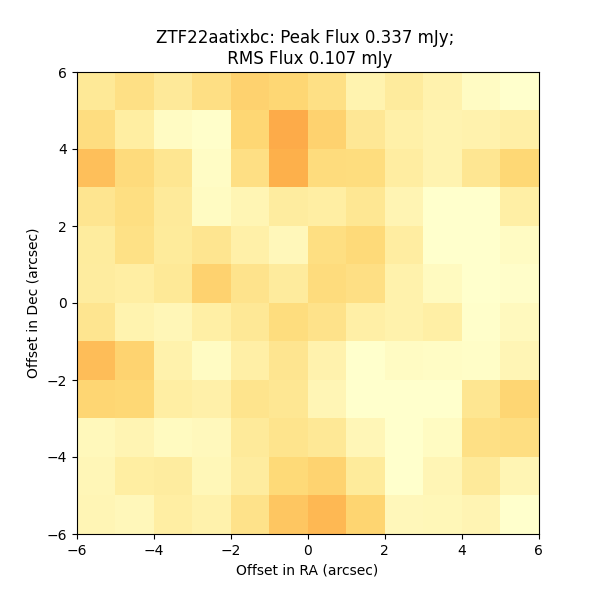 ZTF22aatixbc: Peak Flux 0.337 mJy;
RMS Flux 0.107 mJy
6
4
2
0
−2
−4
−6
Offset in Dec (arcsec)
−6 −4 −2 0 2 4 6
Offset in RA (arcsec)